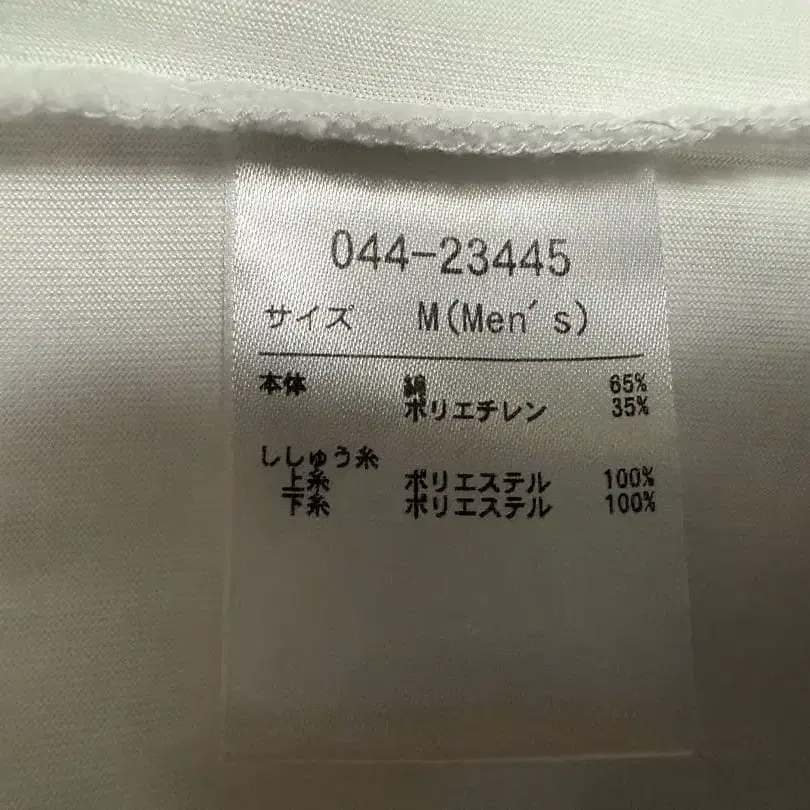 044-23445
サイズ M(Men's)
本体 綿 65%
ポリエチレン 35%
ししゅう糸
上糸 ポリエステル 100%
下糸 ポリエステル 100%